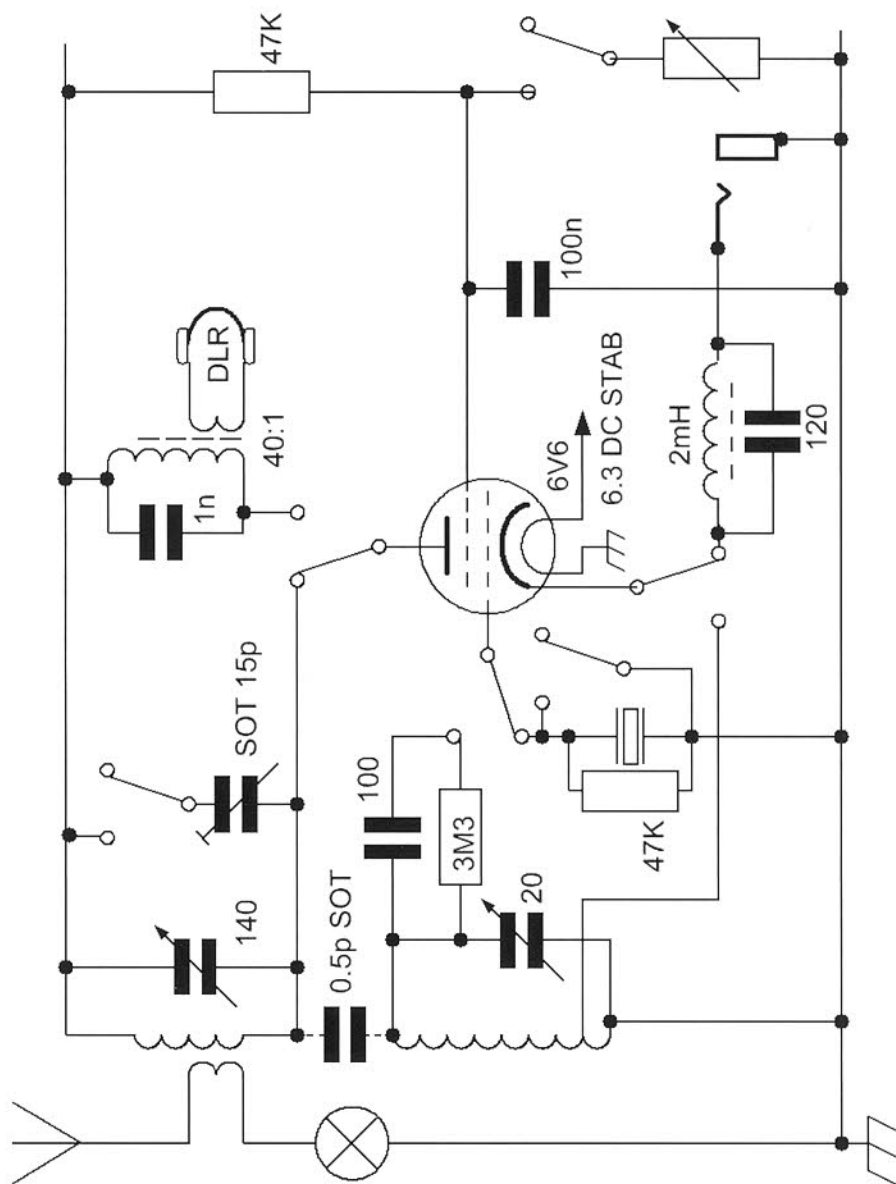 47K
DLR
40:1
1n
100n
6V6
6.3 DC STAB
2mH
120
SOT 15p
140
100
3M3
0.5p SOT
20
47K